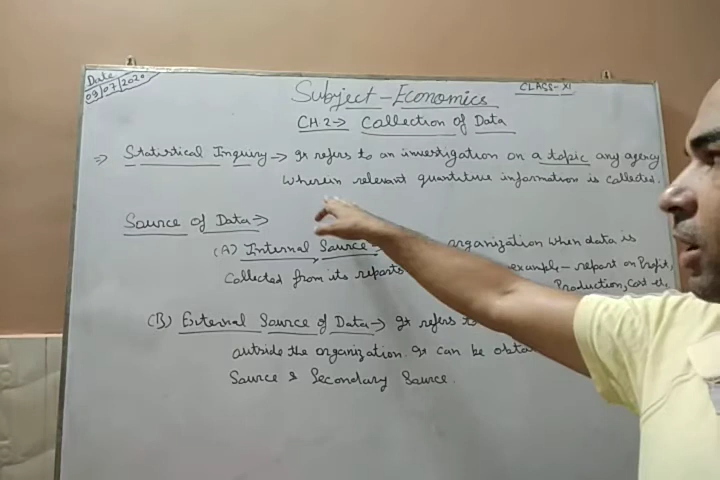 Date
09/07/2020
Subject - Economics
CLASS - XI
CH.2 → Collection of Data
⇒ Statistical Inquiry → It refers to an investigation on a topic any agency
wherein relevant quantitive information is collected.
Source of Data →
(A) Internal Source organization when data is
Collected from its reports example - report on Profit,
Production, Cost etc.
(B) External Source of Data → It refers to
outside the organization. It can be
Source & Secondary Source.